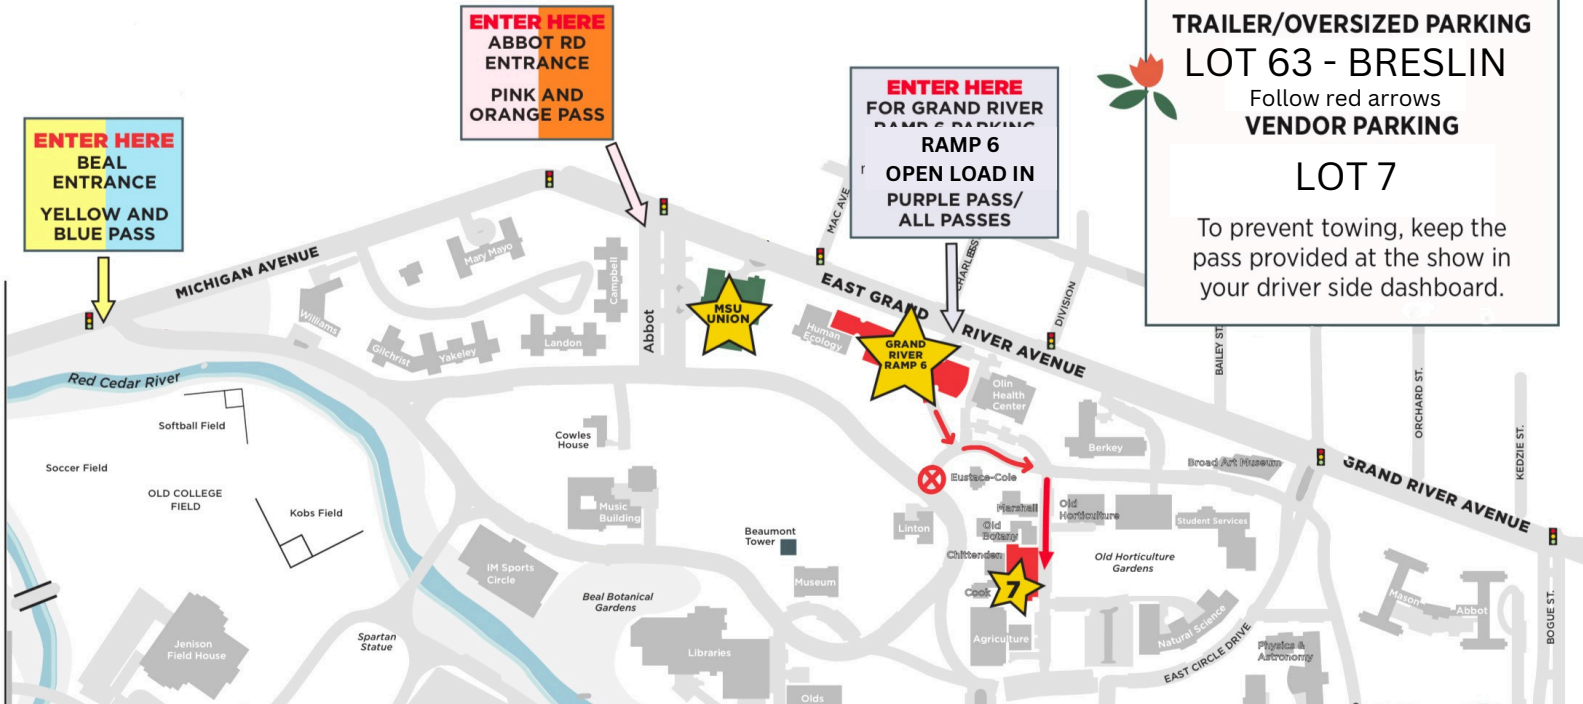 ENTER HERE
BEAL
ENTRANCE
YELLOW AND
BLUE PASS
ENTER HERE
ABBOT RD
ENTRANCE
PINK AND
ORANGE PASS
ENTER HERE
FOR GRAND RIVER
RAMP 6 PARKING
RAMP 6
OPEN LOAD IN
PURPLE PASS/
ALL PASSES
TRAILER/OVERSIZED PARKING
LOT 63 - BRESLIN
Follow red arrows
VENDOR PARKING
LOT 7
To prevent towing, keep the
pass provided at the show in
your driver side dashboard.
MICHIGAN AVENUE
Mary Mayo
Campbell
Williams
Gilchrist
Yakeley
Landon
Abbot
MSU
UNION
MAC AVE
EAST GRAND
RIVER AVENUE
DIVISION
BAILEY ST.
ORCHARD ST.
KEDZIE ST.
GRAND RIVER AVENUE
BOGUE ST.
Human
Ecology
GRAND
RIVER
RAMP 6
Olin
Health
Center
Berkey
Broad Art Museum
Red Cedar River
Softball Field
Soccer Field
OLD COLLEGE
FIELD
Kobs Field
Cowles
House
Music
Building
Beaumont
Tower
Eustace-Cole
Marshall
Old
Horticulture
Student Services
Linton
Old
Botany
Chittenden
Old Horticulture
Gardens
Cook
7
IM Sports
Circle
Beal Botanical
Gardens
Museum
Jenison
Field House
Spartan
Statue
Libraries
Olds
Agriculture
Natural Science
EAST CIRCLE DRIVE
Physics &
Astronomy
Mason
Abbot